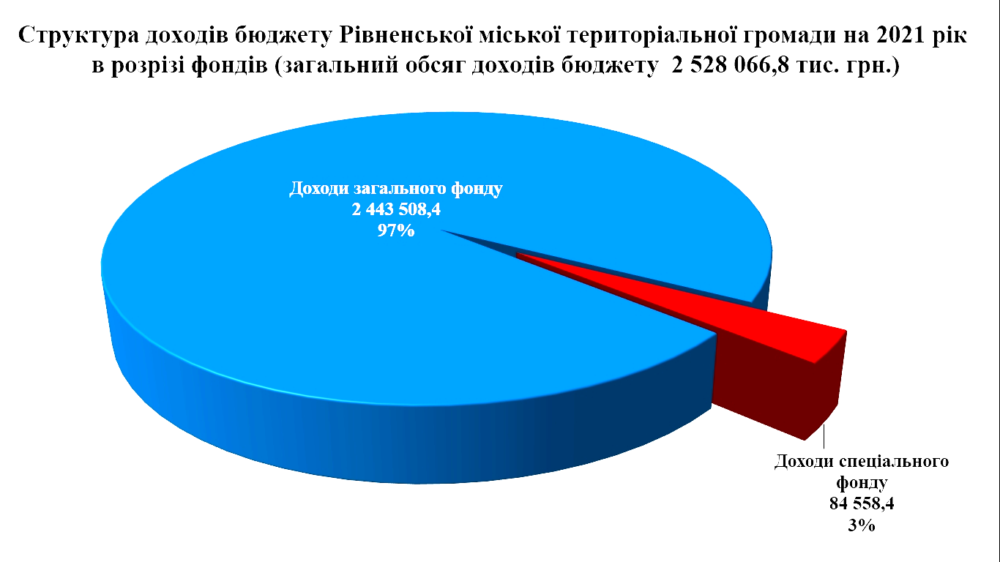 Структура доходів бюджету Рівненської міської територіальної громади на 2021 рік
в розрізі фондів (загальний обсяг доходів бюджету  2 528 066,8 тис. грн.)
Доходи загального фонду
2 443 508,4
97%
Доходи спеціального
фонду
84 558,4
3%